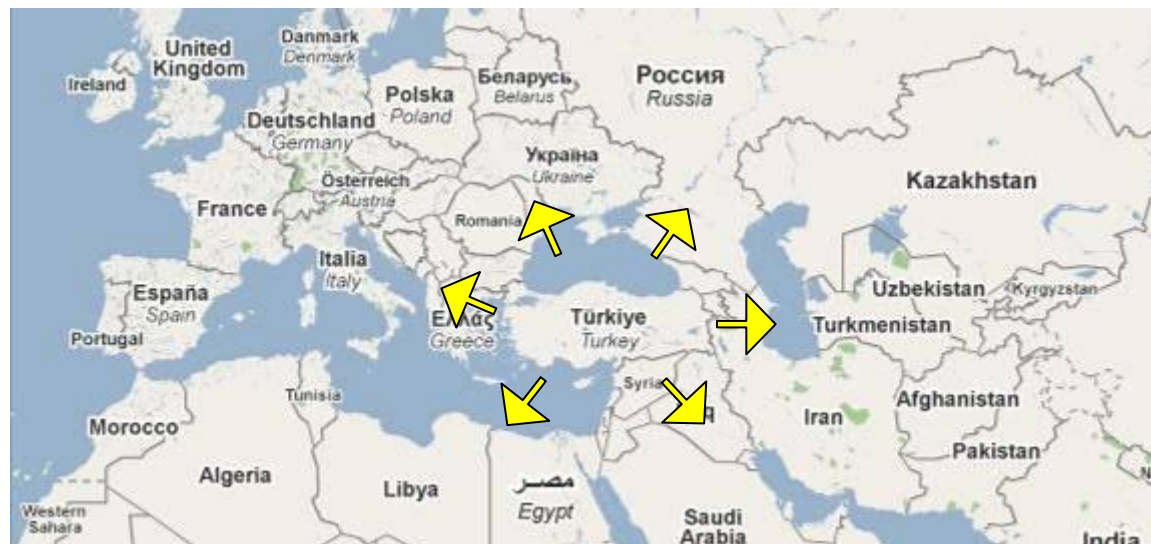 Danmark
Denmark
United
Kingdom
Ireland
Беларусь
Belarus
Россия
Russia
Polska
Poland
Deutschland
Germany
Україна
Ukraine
Österreich
Austria
Kazakhstan
France
Romania
Italia
Italy
España
Spain
Uzbekistan
Kyrgyzstan
Portugal
Ελλάς
Greece
Türkiye
Turkey
Turkmenistan
Tunisia
Syria
Afghanistan
Iran
Morocco
Pakistan
Algeria
Libya
مصر
Egypt
Western
Sahara
Saudi
Arabia
India